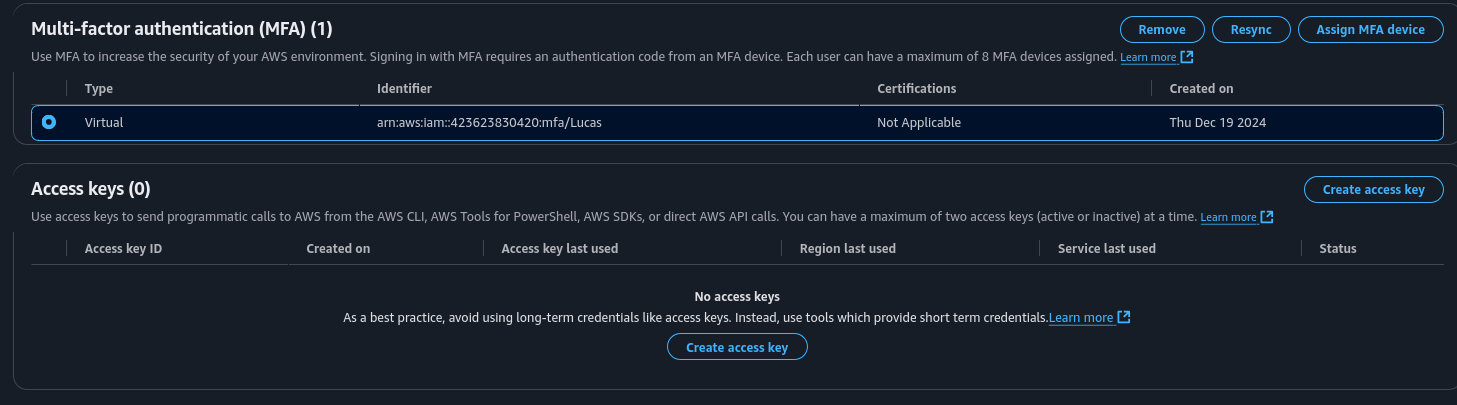 Multi-factor authentication (MFA) (1)
Remove Resync Assign MFA device
Use MFA to increase the security of your AWS environment. Signing in with MFA requires an authentication code from an MFA device. Each user can have a maximum of 8 MFA devices assigned. Learn more
Type Identifier Certifications Created on
Virtual arn:aws:iam::423623830420:mfa/Lucas Not Applicable Thu Dec 19 2024
Access keys (0)
Create access key
Use access keys to send programmatic calls to AWS from the AWS CLI, AWS Tools for PowerShell, AWS SDKs, or direct AWS API calls. You can have a maximum of two access keys (active or inactive) at a time. Learn more
Access key ID Created on Access key last used Region last used Service last used Status
No access keys
As a best practice, avoid using long-term credentials like access keys. Instead, use tools which provide short term credentials. Learn more
Create access key